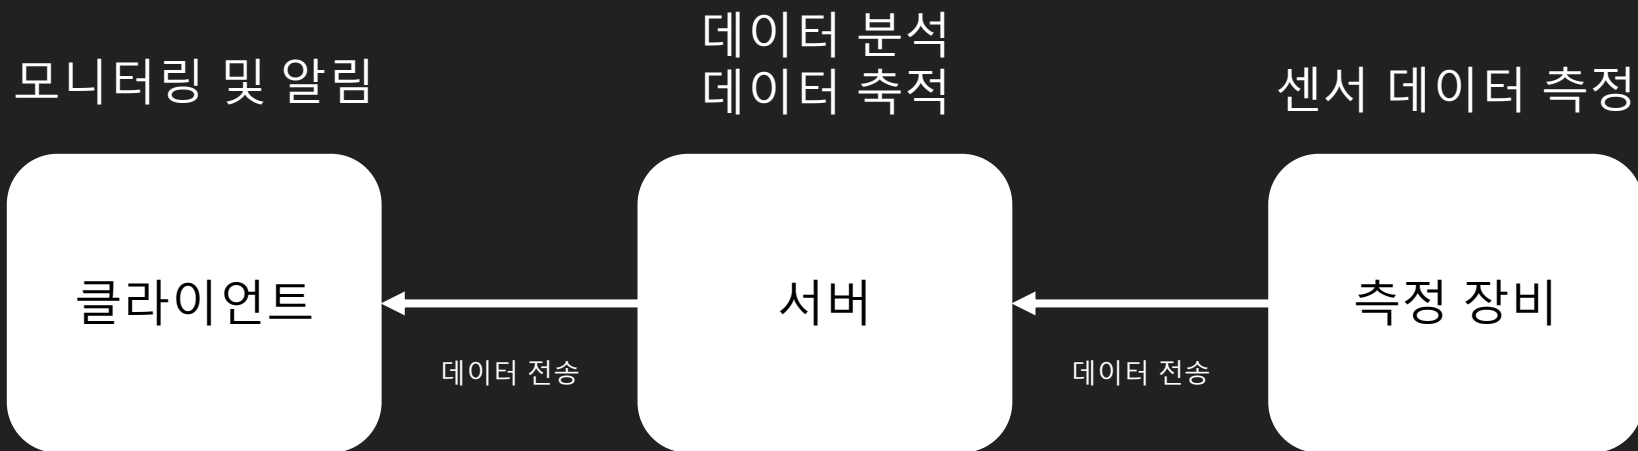 모니터링 및 알림
데이터 분석
데이터 축적
센서 데이터 측정
클라이언트
서버
측정 장비
데이터 전송
데이터 전송